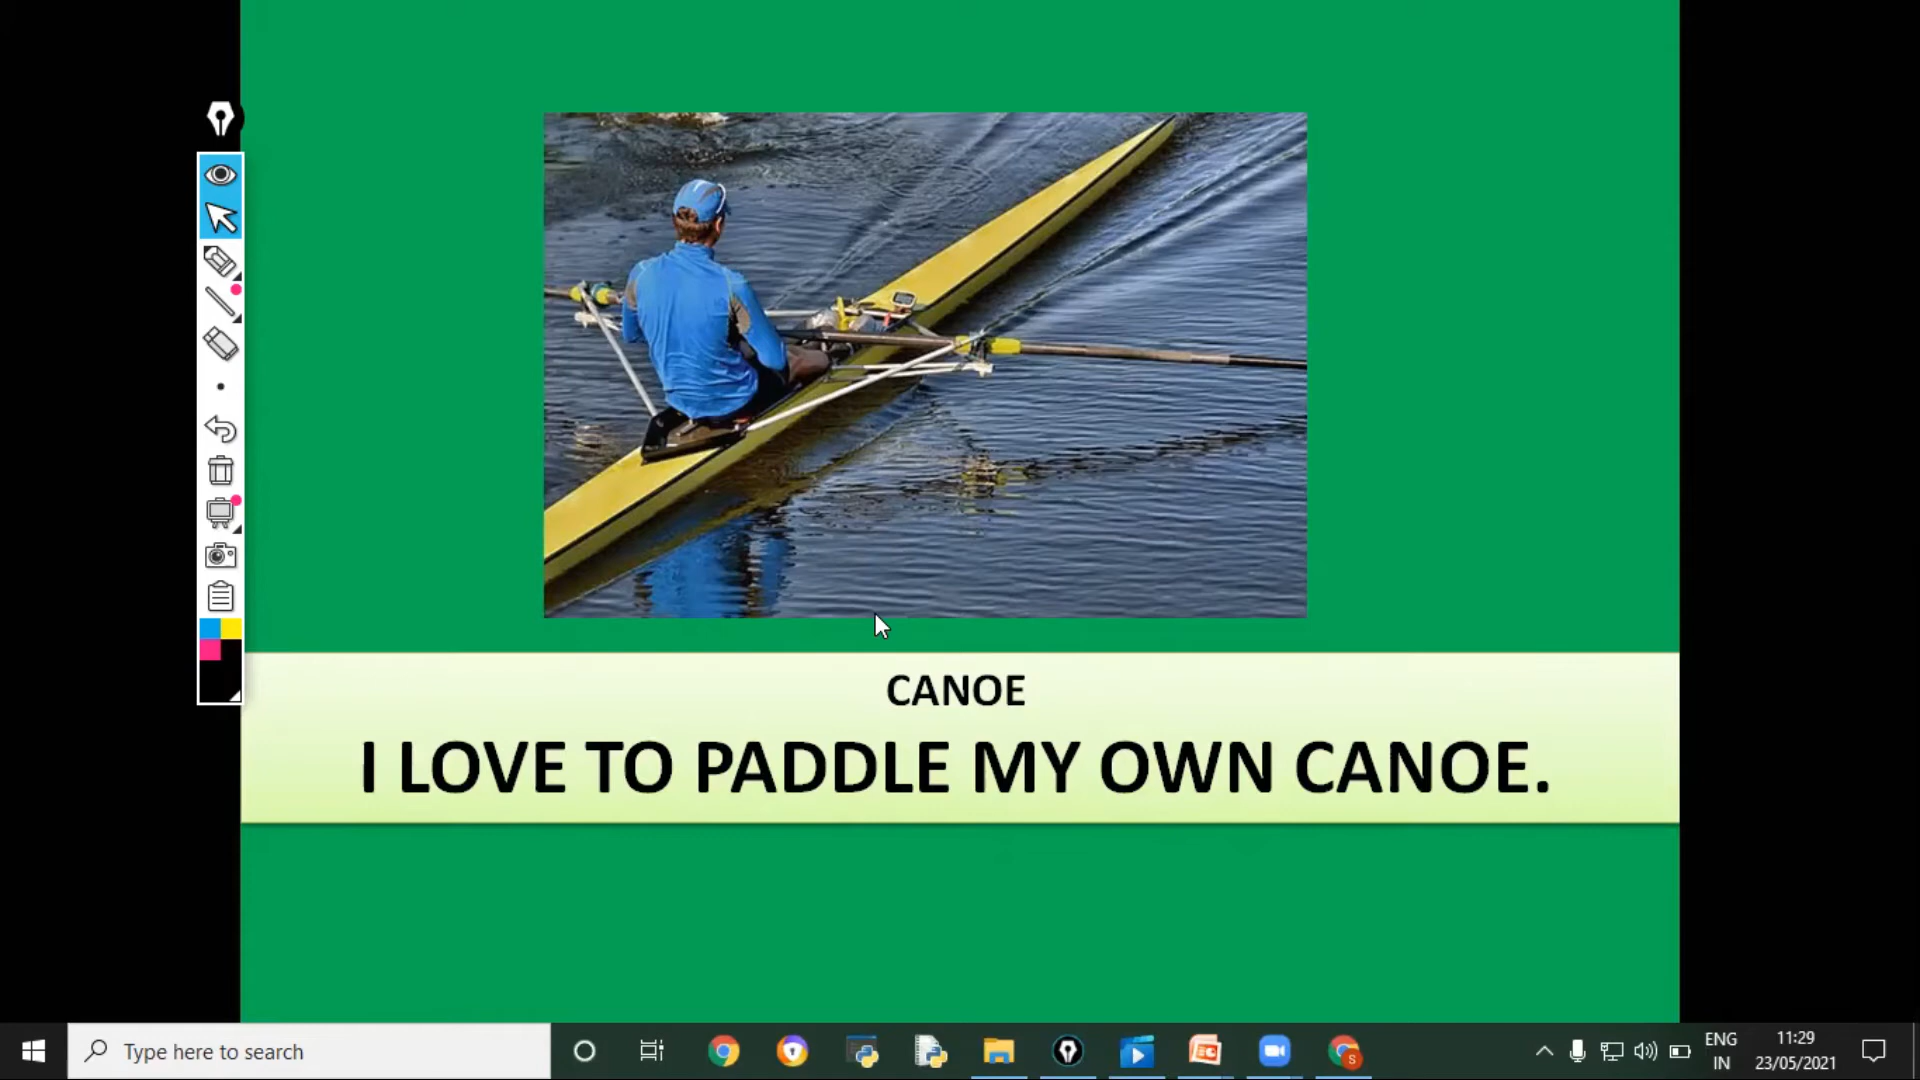 CANOE
I LOVE TO PADDLE MY OWN CANOE.
Type here to search
S
ENG
IN
11:29
23/05/2021